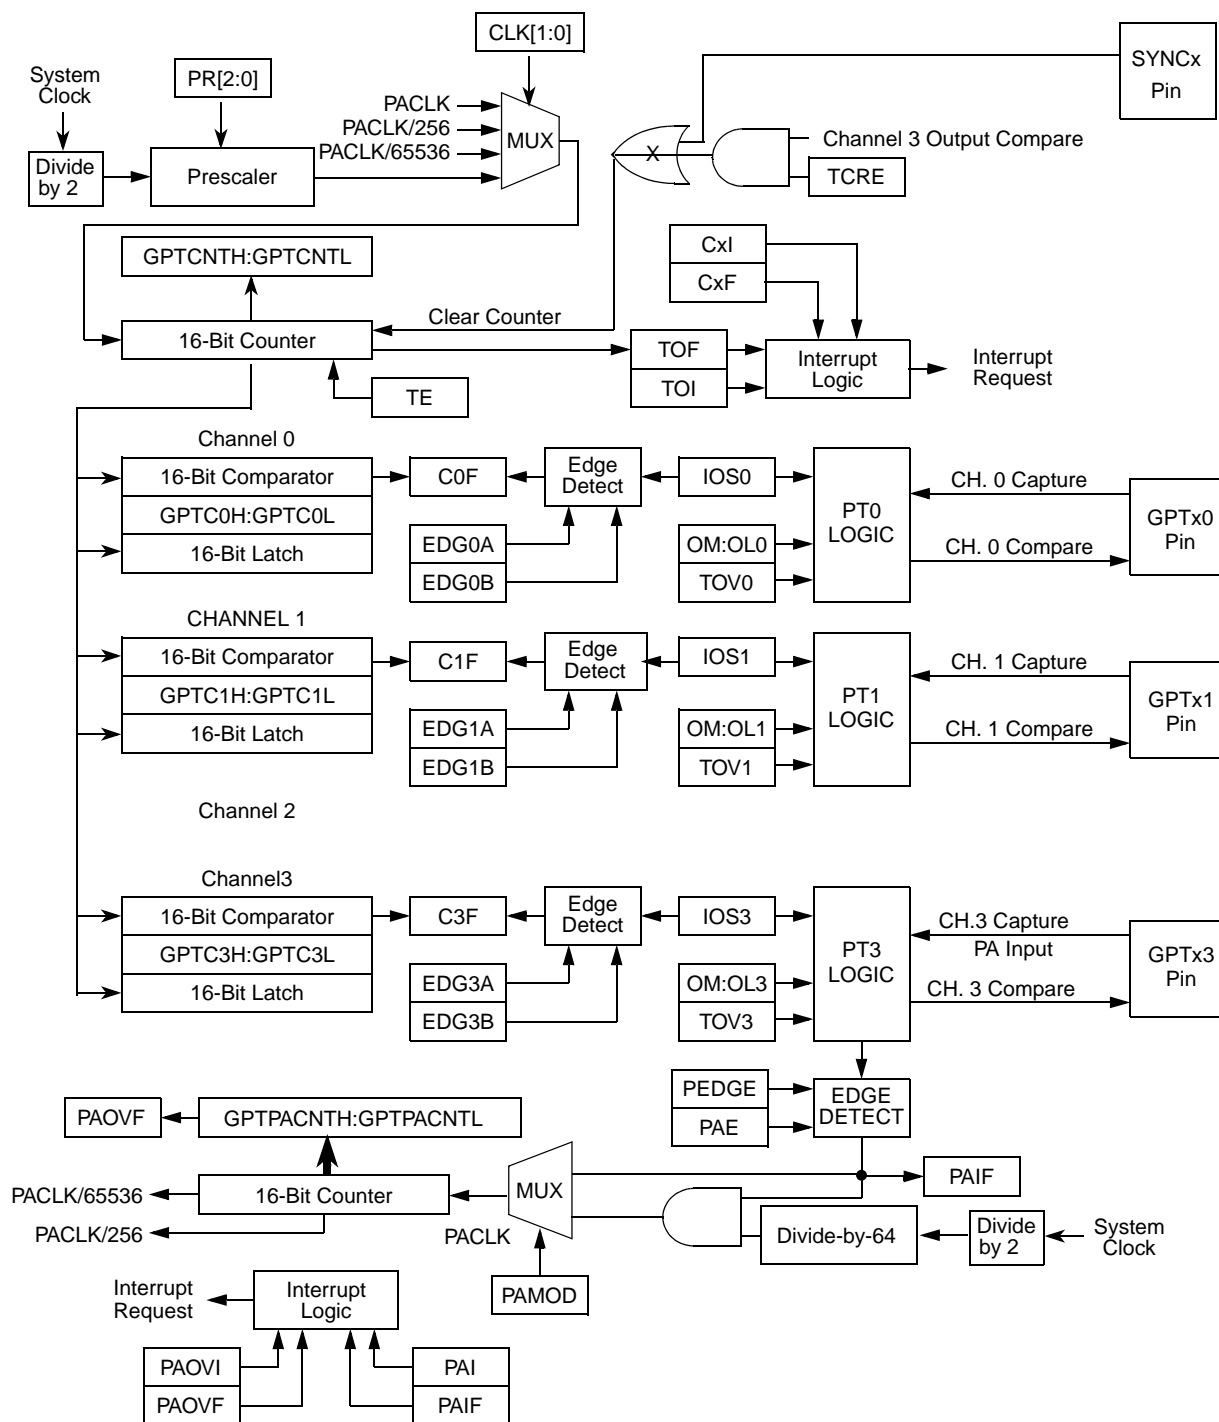 CLK[1:0]
SYNCx
Pin
System
Clock
PR[2:0]
PACLK
PACLK/256
PACLK/65536
MUX
X
Channel 3 Output Compare
TCRE
Divide
by 2
Prescaler
GPTCNTH:GPTCNTL
CxI
CxF
Clear Counter
16-Bit Counter
TOF
TOI
Interrupt
Logic
Interrupt
Request
TE
Channel 0
16-Bit Comparator
GPTC0H:GPTC0L
16-Bit Latch
C0F
Edge
Detect
IOS0
EDG0A
EDG0B
OM:OL0
TOV0
PT0
LOGIC
CH. 0 Capture
CH. 0 Compare
GPTx0
Pin
CHANNEL 1
16-Bit Comparator
GPTC1H:GPTC1L
16-Bit Latch
C1F
Edge
Detect
IOS1
EDG1A
EDG1B
OM:OL1
TOV1
PT1
LOGIC
CH. 1 Capture
CH. 1 Compare
GPTx1
Pin
Channel 2
Channel3
16-Bit Comparator
GPTC3H:GPTC3L
16-Bit Latch
C3F
Edge
Detect
IOS3
EDG3A
EDG3B
OM:OL3
TOV3
PT3
LOGIC
CH.3 Capture
PA Input
CH. 3 Compare
GPTx3
Pin
PEDGE
PAE
EDGE
DETECT
PAOVF
GPTPACNTH:GPTPACNTL
PACLK/65536
PACLK/256
16-Bit Counter
PACLK
MUX
PAIF
Divide-by-64
Divide
by 2
System
Clock
PAMOD
Interrupt
Request
Interrupt
Logic
PAOVI
PAOVF
PAI
PAIF